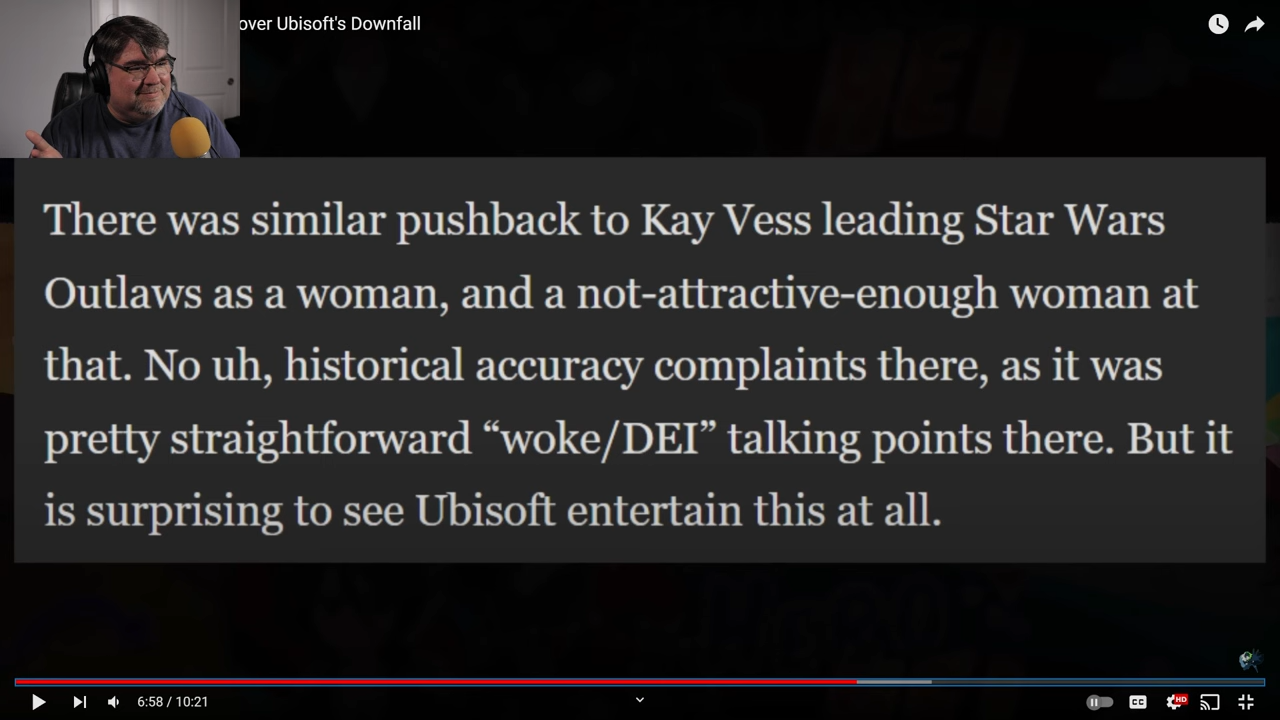 over Ubisoft's Downfall
There was similar pushback to Kay Vess leading Star Wars
Outlaws as a woman, and a not-attractive-enough woman at
that. No uh, historical accuracy complaints there, as it was
pretty straightforward “woke/DEI” talking points there. But it
is surprising to see Ubisoft entertain this at all.
6:58 / 10:21
CC
HD